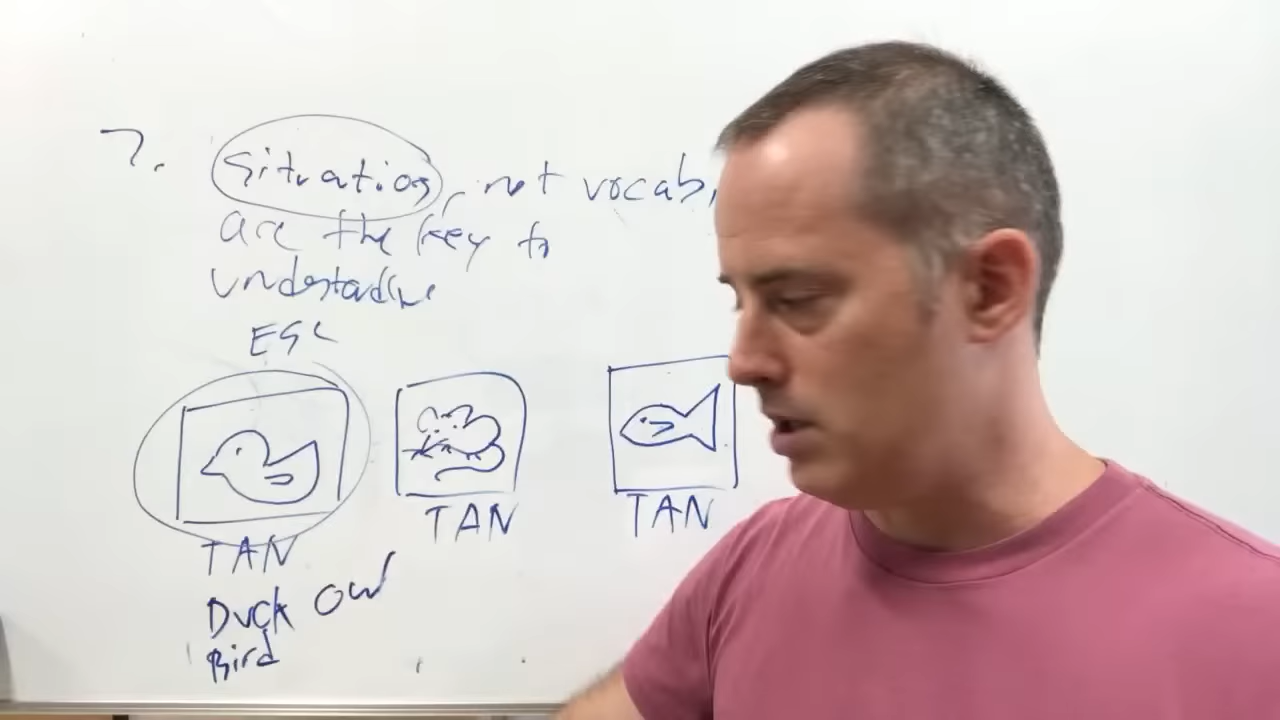 7. Situations, not vocab,
are the key to
understanding
ESL
TAN
TAN
TAN
Duck Owl
Bird